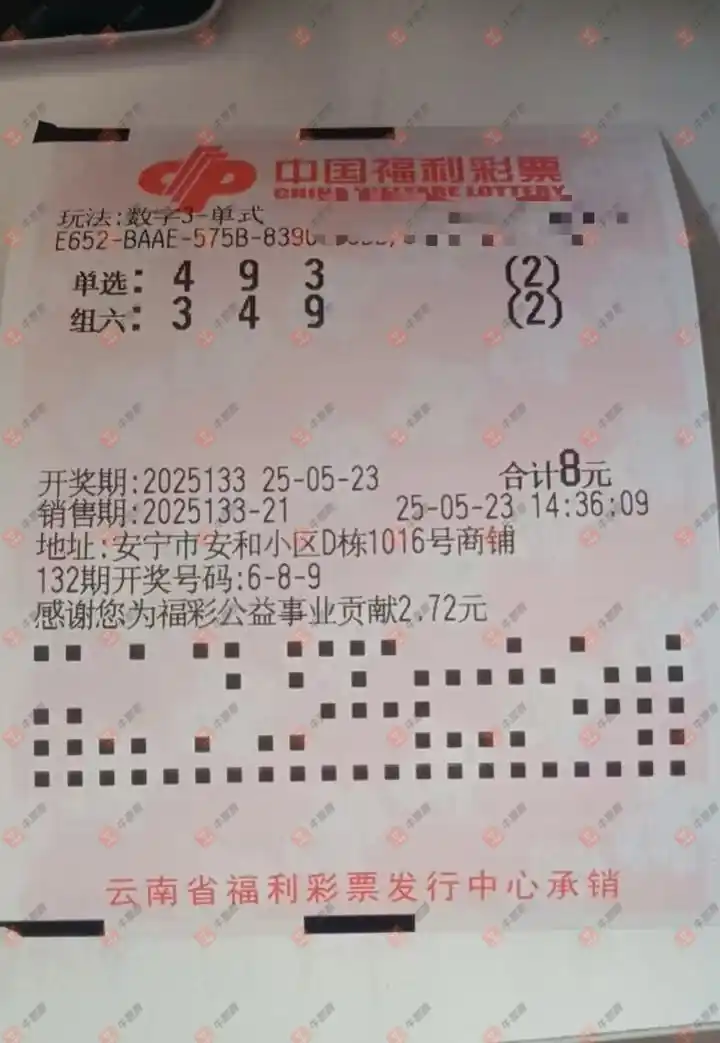 中国福利彩票
CHINA WELFARE LOTTERY
玩法:数字3-单式
E652-BAAE-575B-8390
单选: 4 9 3 (2)
组六: 3 4 9 (2)
开奖期:2025133 25-05-23 合计8元
销售期:2025133-21 25-05-23 14:36:09
地址:安宁市安和小区D栋1016号商铺
132期开奖号码:6-8-9
感谢您为福彩公益事业贡献2.72元
云南省福利彩票发行中心承销